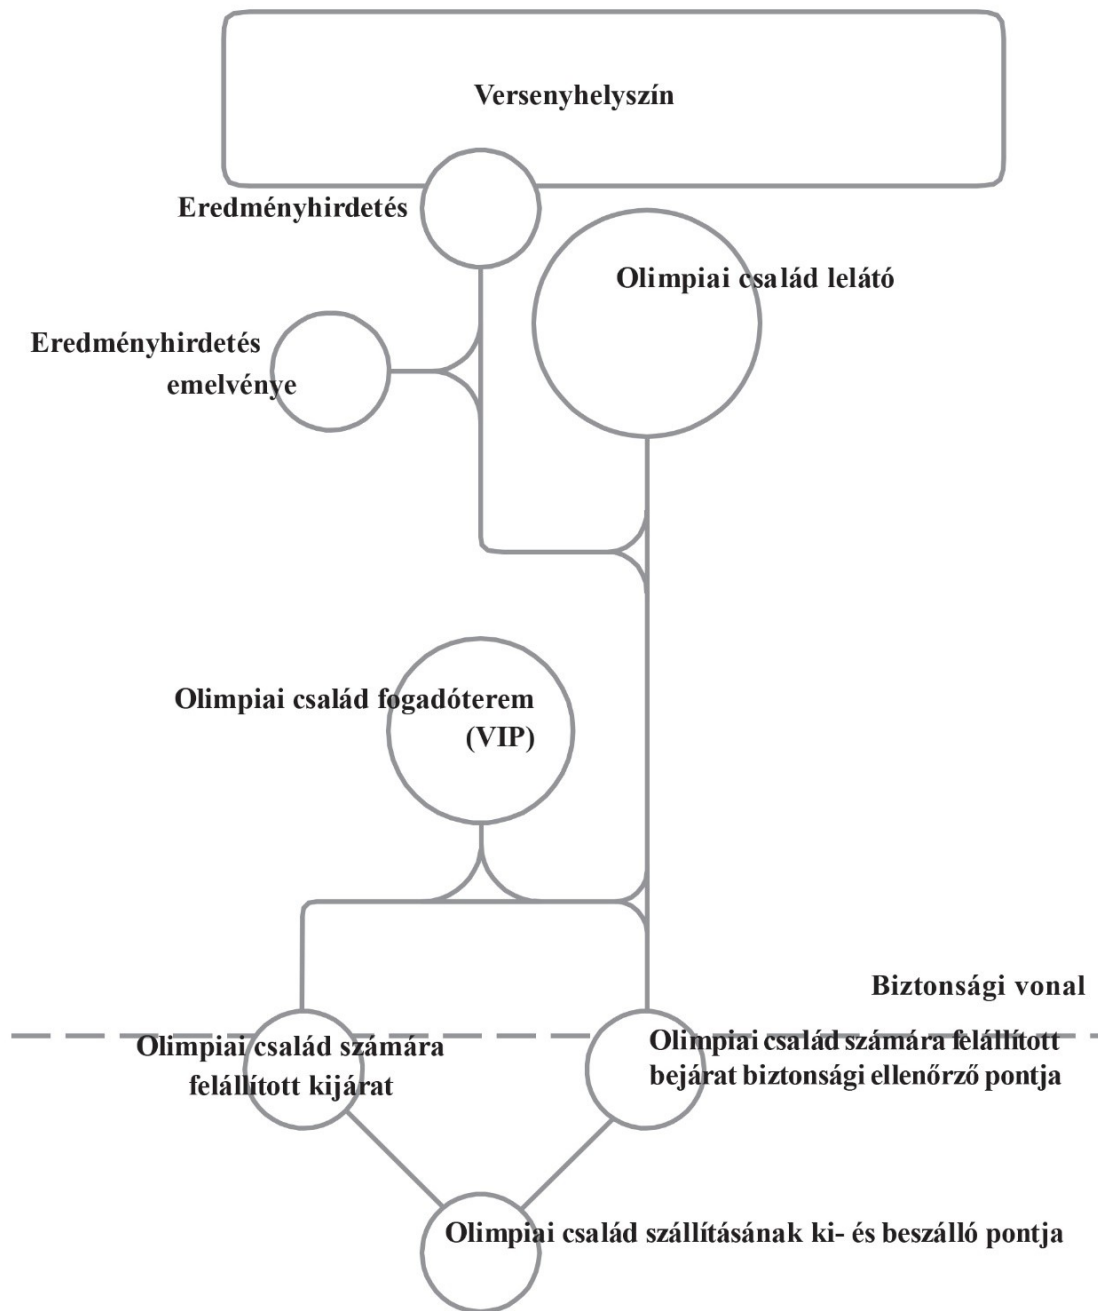 Versenyhelyszín
Eredményhirdetés
Olimpiai család lelátó
Eredményhirdetés
emelvénye
Olimpiai család fogadóterem
(VIP)
Biztonsági vonal
Olimpiai család számára
felállított kijárat
Olimpiai család számára felállított
bejárat biztonsági ellenőrző pontja
Olimpiai család szállításának ki- és beszálló pontja